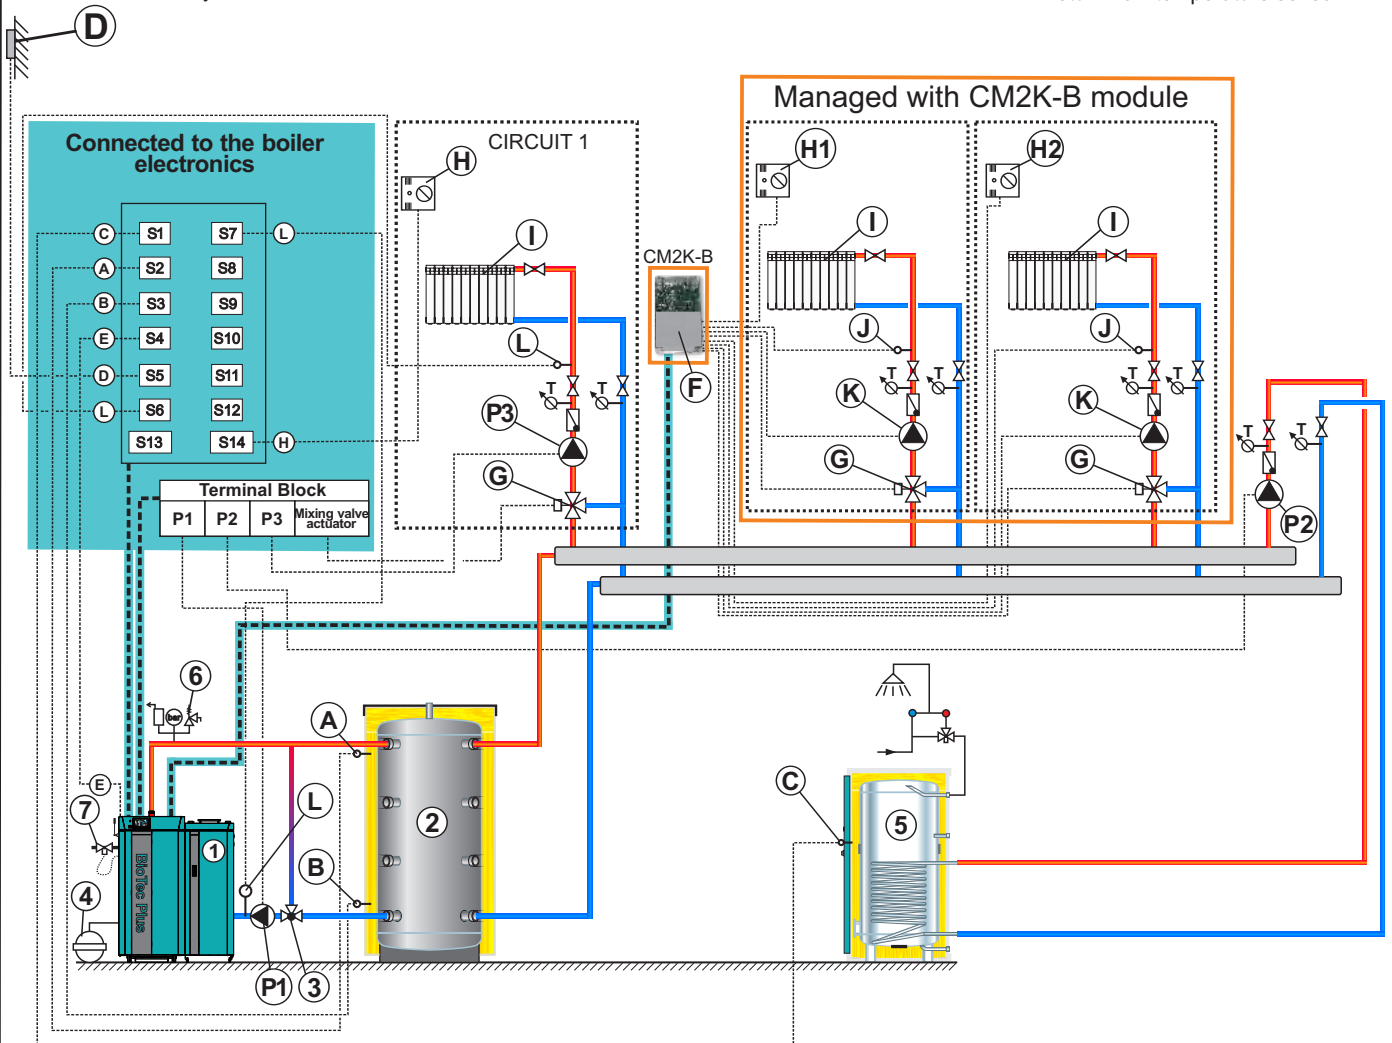 D
Managed with CM2K-B module
Connected to the boiler
electronics
CIRCUIT 1
H
H1
H2
C S1 S7 L
A S2 S8
B S3 S9
E S4 S10
D S5 S11
L S6 S12
S13 S14 H
I
I
I
CM2K-B
F
L
J
J
T T
T T
T T
T T
P3
K
K
G
G
G
P2
Terminal Block
P1 P2 P3 Mixing valve
actuator
6
bar
A
E
7
L
C
1
2
5
BioTec Plus
B
4
P1
3